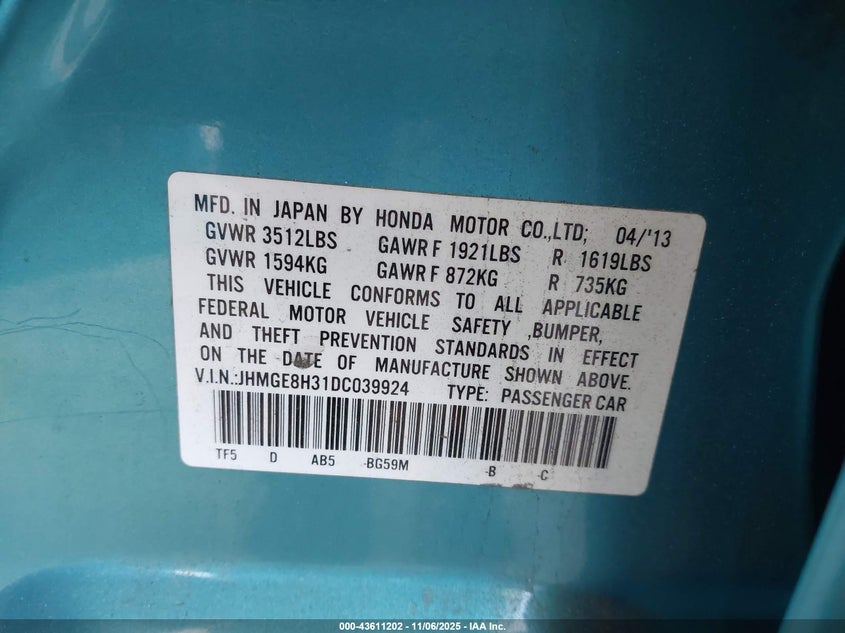 MFD. IN JAPAN BY HONDA MOTOR CO.,LTD; 04/'13
GVWR 3512LBS GAWR F 1921LBS R 1619LBS
GVWR 1594KG GAWR F 872KG R 735KG
THIS VEHICLE CONFORMS TO ALL APPLICABLE
FEDERAL MOTOR VEHICLE SAFETY ,BUMPER,
AND THEFT PREVENTION STANDARDS IN EFFECT
ON THE DATE OF MANUFACTURE SHOWN ABOVE.
V.I.N.:JHMGE8H31DC039924 TYPE: PASSENGER CAR
TF5 D AB5 -BG59M -B -C
000-43611202 - 11/06/2025 - IAA Inc.